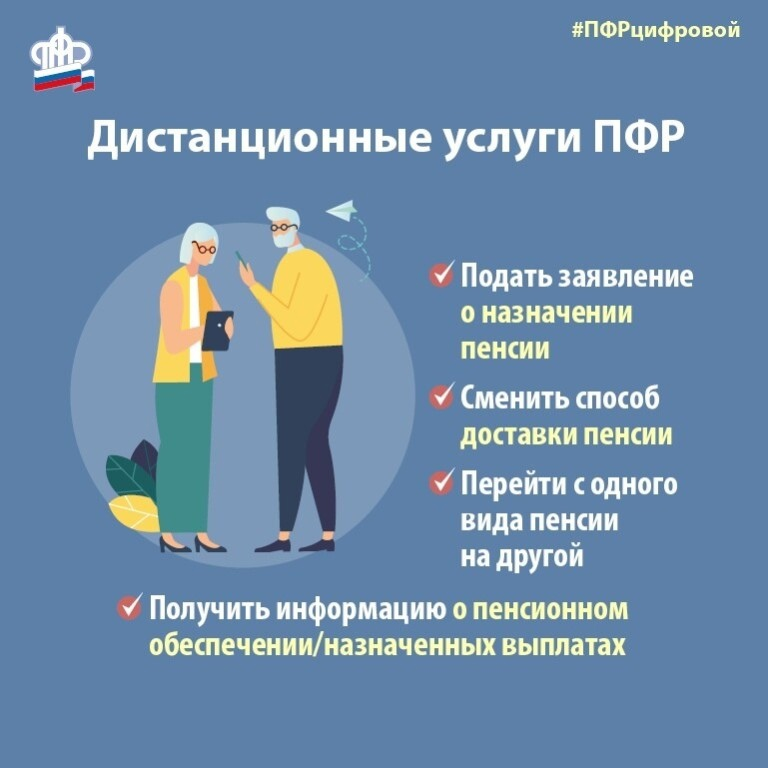 #ПФРцифровой
ПФР
Дистанционные услуги ПФР
Подать заявление
о назначении
пенсии
Сменить способ
доставки пенсии
Перейти с одного
вида пенсии
на другой
Получить информацию о пенсионном
обеспечении/назначенных выплатах